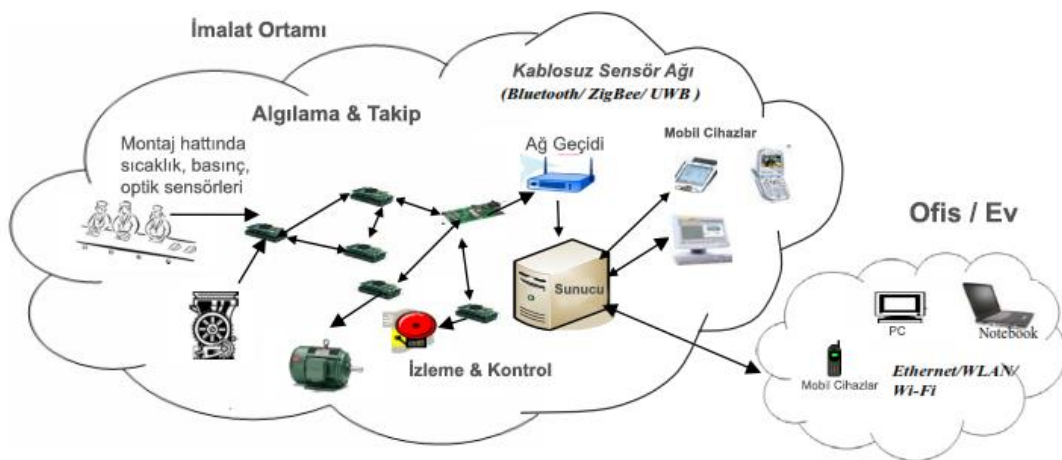 İmalat Ortamı
Kablosuz Sensör Ağı
(Bluetooth/ ZigBee/ UWB )
Algılama & Takip
Montaj hattında
sıcaklık, basınç,
optik sensörleri
Ağ Geçidi
Mobil Cihazlar
Sunucu
İzleme & Kontrol
Ofis / Ev
PC
Notebook
Mobil Cihazlar
Ethernet/WLAN/
Wi-Fi